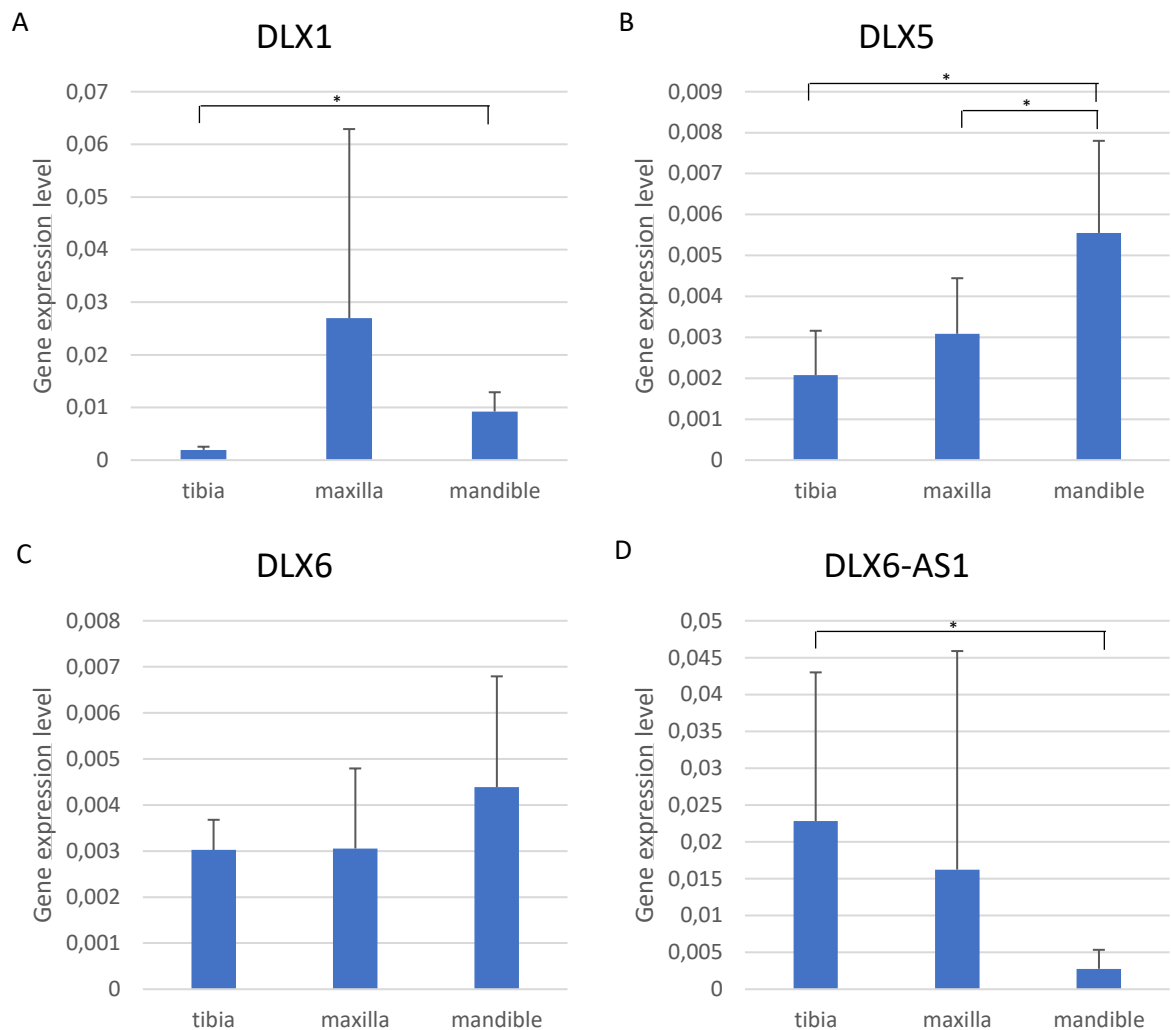 A
DLX1
0,07
0,06
0,05
0,04
0,03
0,02
0,01
0
Gene expression level
*
tibia maxilla mandible
B
DLX5
0,009
0,008
0,007
0,006
0,005
0,004
0,003
0,002
0,001
0
Gene expression level
*
*
tibia maxilla mandible
C
DLX6
0,008
0,007
0,006
0,005
0,004
0,003
0,002
0,001
0
Gene expression level
tibia maxilla mandible
D
DLX6-AS1
0,05
0,045
0,04
0,035
0,03
0,025
0,02
0,015
0,01
0,005
0
Gene expression level
*
tibia maxilla mandible